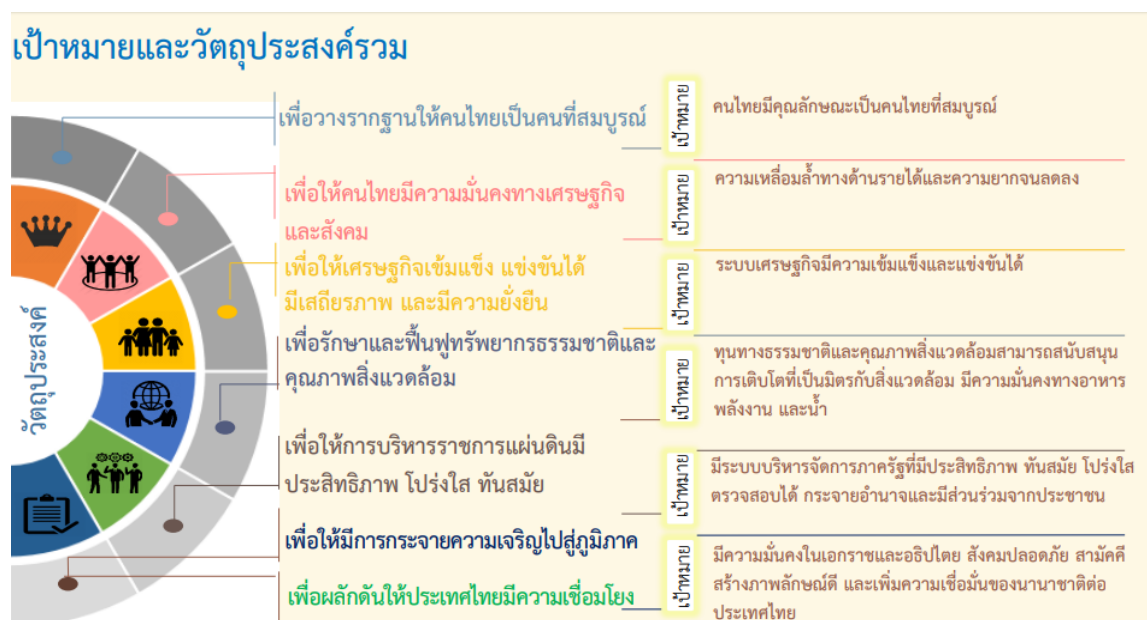 เป้าหมายและวัตถุประสงค์รวม
วัตถุประสงค์
เพื่อวางรากฐานให้คนไทยเป็นคนที่สมบูรณ์
เป้าหมาย
คนไทยมีคุณลักษณะเป็นคนไทยที่สมบูรณ์
เพื่อให้คนไทยมีความมั่นคงทางเศรษฐกิจ
และสังคม
เป้าหมาย
ความเหลื่อมล้ำทางด้านรายได้และความยากจนลดลง
เพื่อให้เศรษฐกิจเข้มแข็ง แข่งขันได้
มีเสถียรภาพ และมีความยั่งยืน
เป้าหมาย
ระบบเศรษฐกิจมีความเข้มแข็งและแข่งขันได้
เพื่อรักษาและฟื้นฟูทรัพยากรธรรมชาติและ
คุณภาพสิ่งแวดล้อม
เป้าหมาย
ทุนทางธรรมชาติและคุณภาพสิ่งแวดล้อมสามารถสนับสนุน
การเติบโตที่เป็นมิตรกับสิ่งแวดล้อม มีความมั่นคงทางอาหาร
พลังงาน และน้ำ
เพื่อให้การบริหารราชการแผ่นดินมี
ประสิทธิภาพ โปร่งใส ทันสมัย
เป้าหมาย
มีระบบบริหารจัดการภาครัฐที่มีประสิทธิภาพ ทันสมัย โปร่งใส
ตรวจสอบได้ กระจายอำนาจและมีส่วนร่วมจากประชาชน
เพื่อให้มีการกระจายความเจริญไปสู่ภูมิภาค
เพื่อผลักดันให้ประเทศไทยมีความเชื่อมโยง
เป้าหมาย
มีความมั่นคงในเอกราชและอธิปไตย สังคมปลอดภัย สามัคคี
สร้างภาพลักษณ์ดี และเพิ่มความเชื่อมั่นของนานาชาติต่อ
ประเทศไทย